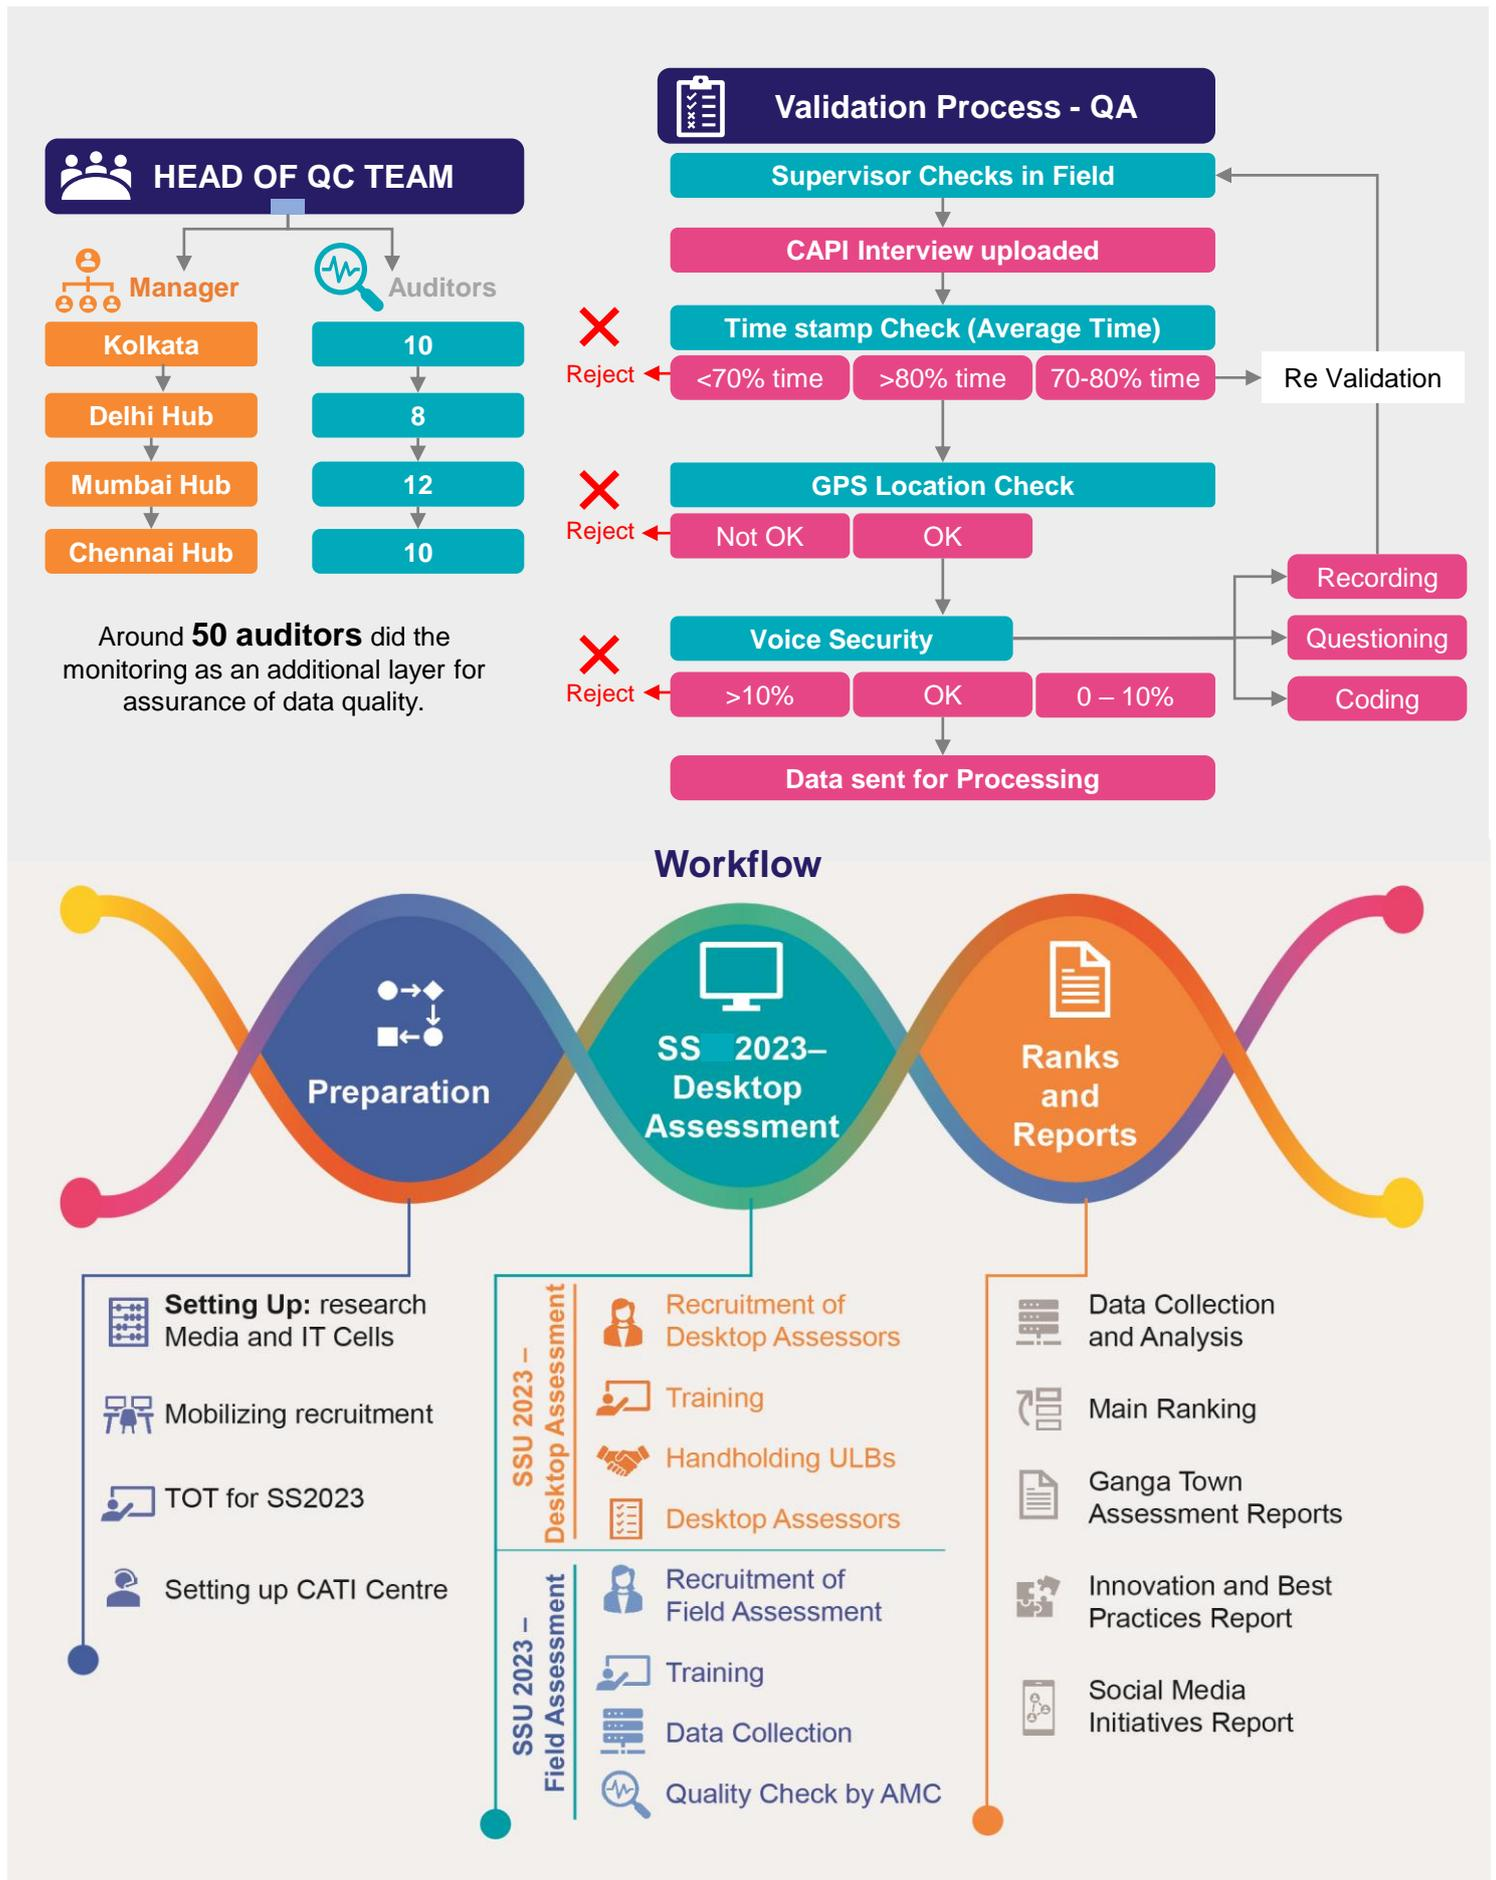 HEAD OF QC TEAM
Manager
Auditors
Kolkata
10
Delhi Hub
8
Mumbai Hub
12
Chennai Hub
10
Around 50 auditors did the
monitoring as an additional layer for
assurance of data quality.
Validation Process - QA
Supervisor Checks in Field
CAPI Interview uploaded
Time stamp Check (Average Time)
Reject
<70% time
>80% time
70-80% time
Re Validation
GPS Location Check
Reject
Not OK
OK
Voice Security
Recording
Questioning
Coding
Reject
>10%
OK
0 – 10%
Data sent for Processing
Workflow
Preparation
SS 2023–
Desktop
Assessment
Ranks
and
Reports
Setting Up: research
Media and IT Cells
Mobilizing recruitment
TOT for SS2023
Setting up CATI Centre
SSU 2023 –
Desktop Assessment
Recruitment of
Desktop Assessors
Training
Handholding ULBs
Desktop Assessors
SSU 2023 –
Field Assessment
Recruitment of
Field Assessment
Training
Data Collection
Quality Check by AMC
Data Collection
and Analysis
Main Ranking
Ganga Town
Assessment Reports
Innovation and Best
Practices Report
Social Media
Initiatives Report